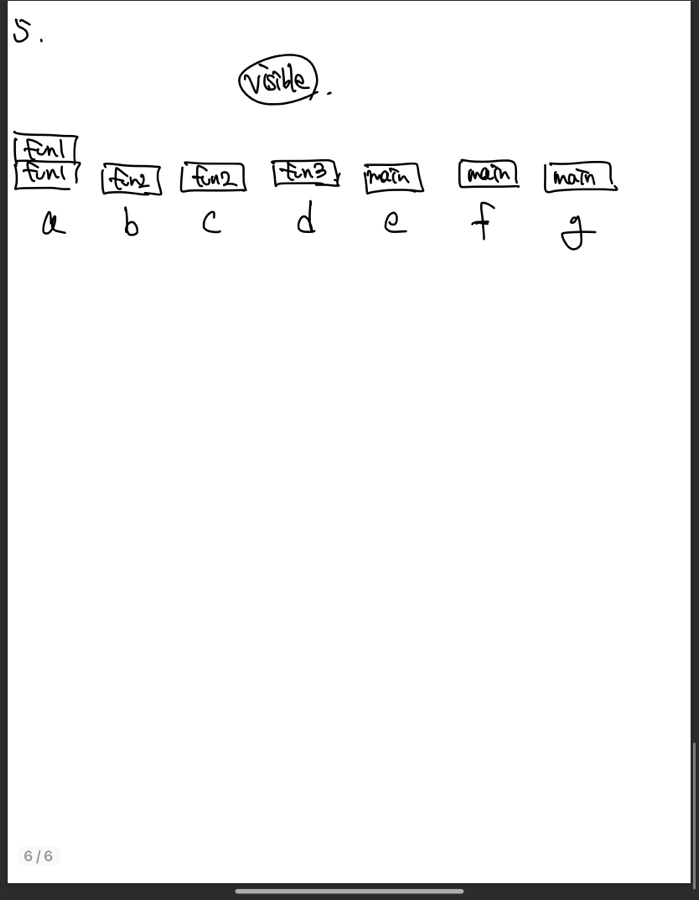 5.
visible.
fun1
fun1 fun2 fun2 fun3 main main main
a b c d e f g
6/6